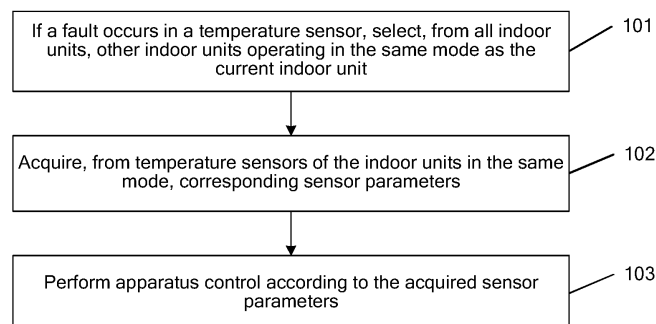 If a fault occurs in a temperature sensor, select, from all indoor
units, other indoor units operating in the same mode as the
current indoor unit
101
Acquire, from temperature sensors of the indoor units in the same
mode, corresponding sensor parameters
102
Perform apparatus control according to the acquired sensor
parameters
103